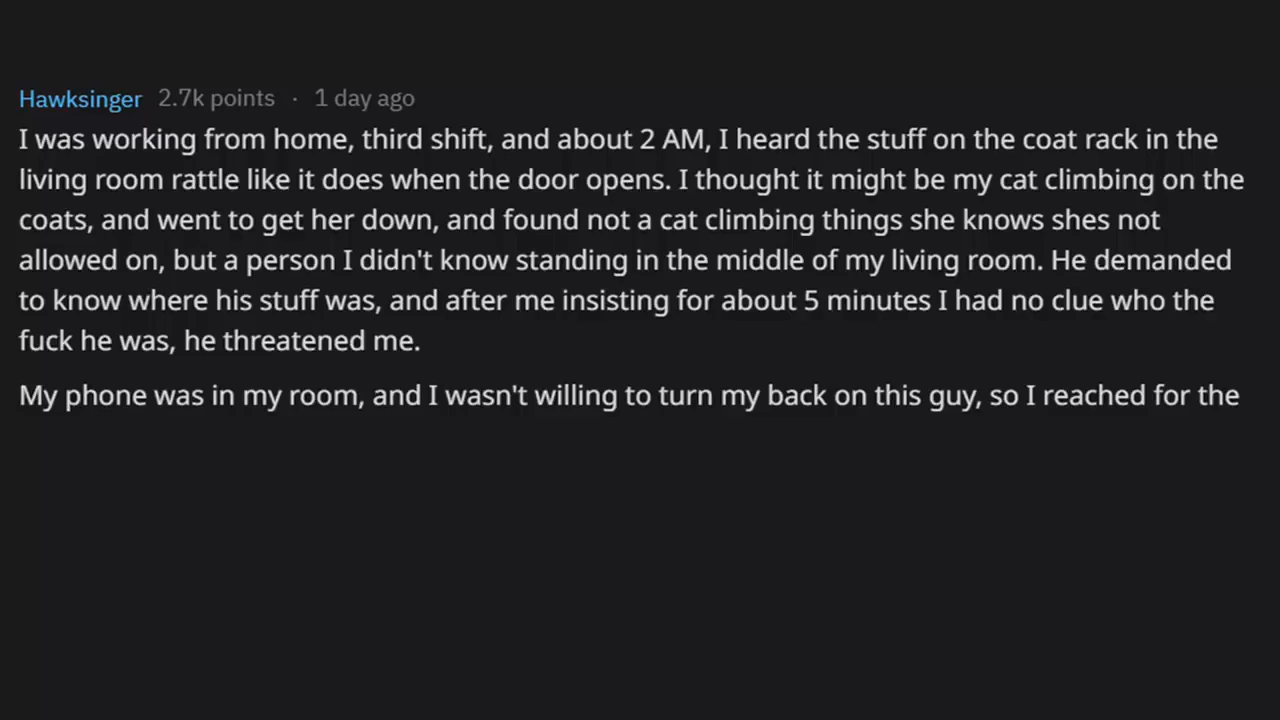 Hawksinger 2.7k points · 1 day ago
I was working from home, third shift, and about 2 AM, I heard the stuff on the coat rack in the
living room rattle like it does when the door opens. I thought it might be my cat climbing on the
coats, and went to get her down, and found not a cat climbing things she knows shes not
allowed on, but a person I didn't know standing in the middle of my living room. He demanded
to know where his stuff was, and after me insisting for about 5 minutes I had no clue who the
fuck he was, he threatened me.
My phone was in my room, and I wasn't willing to turn my back on this guy, so I reached for the